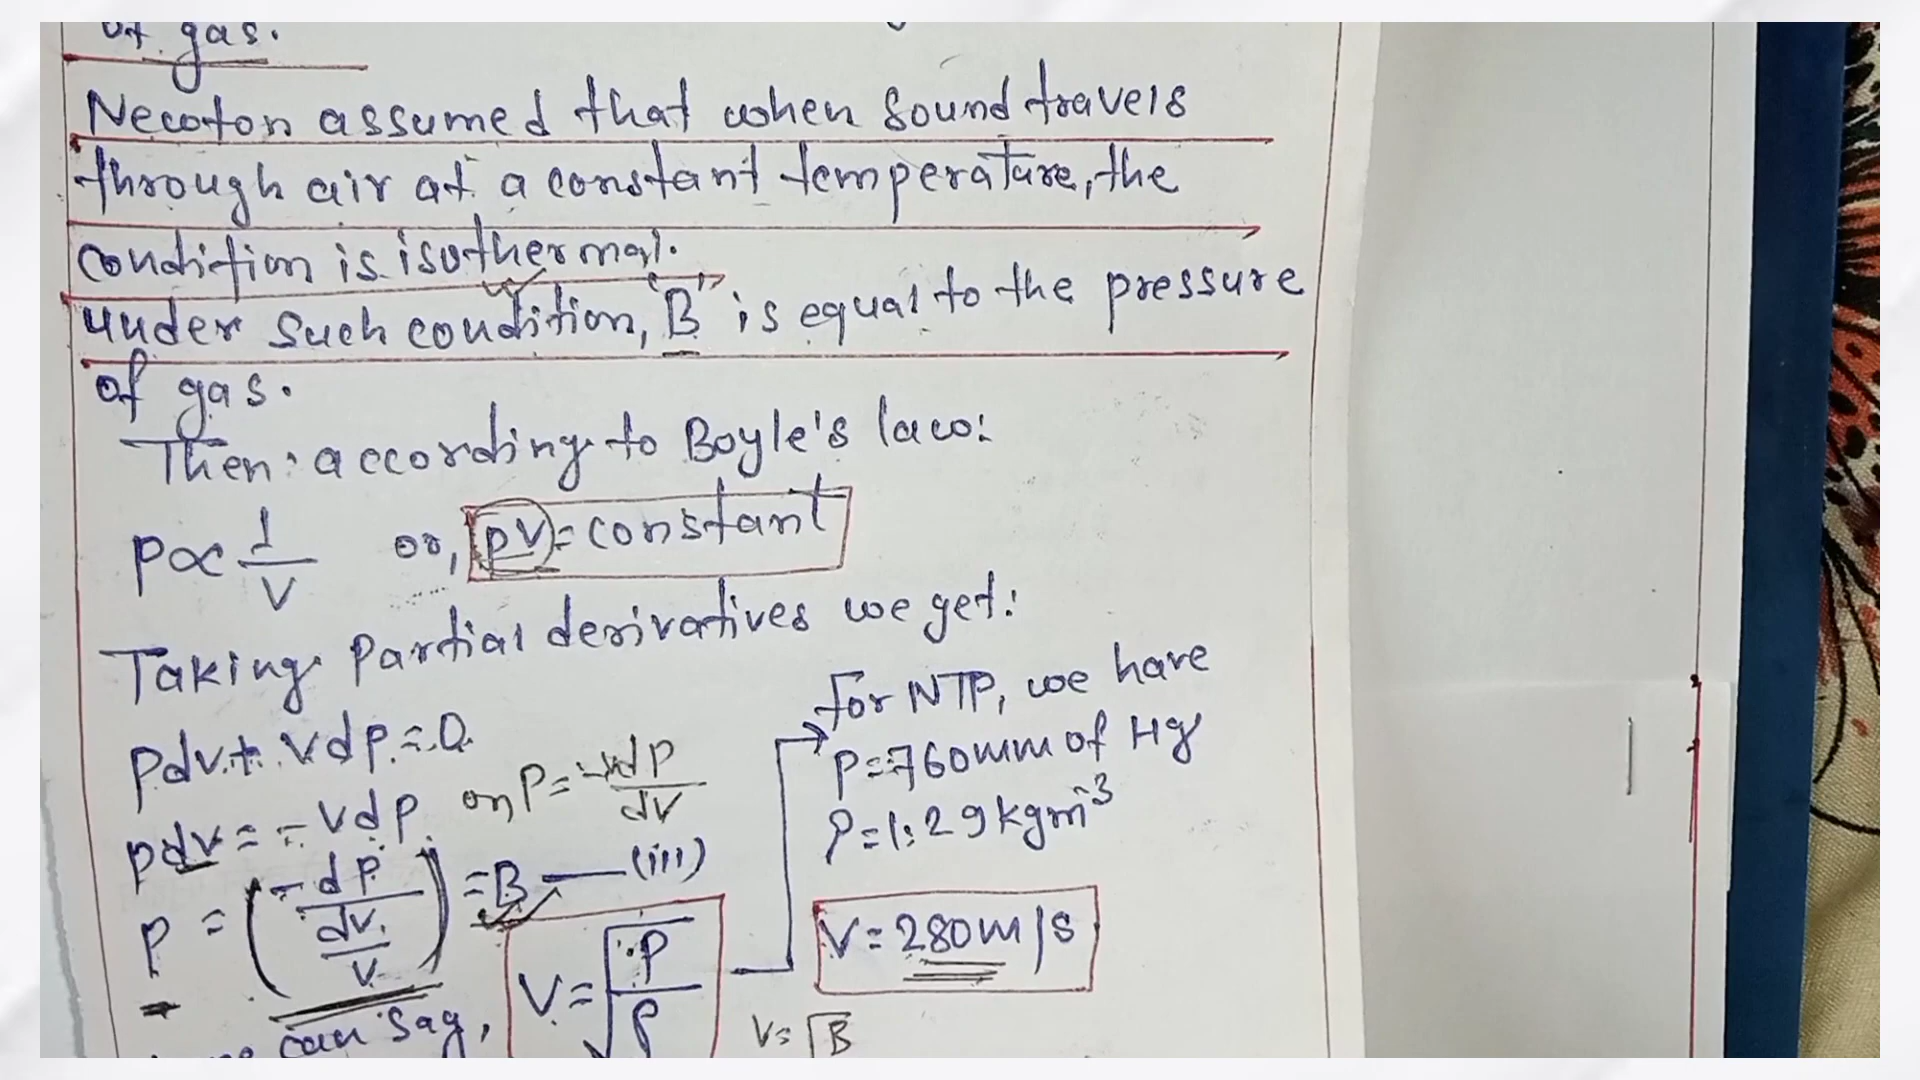 of gas.
Newton assumed that when sound travels
through air at a constant temperature, the
condition is isothermal.
under such condition, "B" is equal to the pressure
of gas.
Then: according to Boyle's law:
p ∝ 1/V or, pV = constant
Taking partial derivatives we get:
pdv + vdp = 0
pdv = -vdp or, P = -vdp/dV
p = (-dp/(dv/v)) = B — (iii)
can say,
V = √(P/ρ)
For NTP, we have
P = 760mm of Hg
ρ = 1.29 kgm⁻³
V = 280 m/s
V = √B